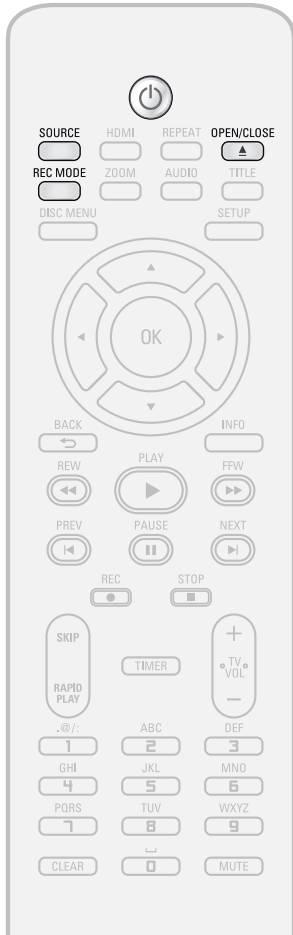 SOURCE HDMI REPEAT OPEN/CLOSE
REC MODE ZOOM AUDIO TITLE
DISC MENU SETUP
OK
BACK INFO
REW PLAY FFW
PREV PAUSE NEXT
REC STOP
SKIP
RAPID
PLAY
TIMER
+
TV
VOL
–
.@/: ABC DEF
1 2 3
GHI JKL MNO
4 5 6
PQRS TUV WXYZ
7 8 9
CLEAR 0 MUTE